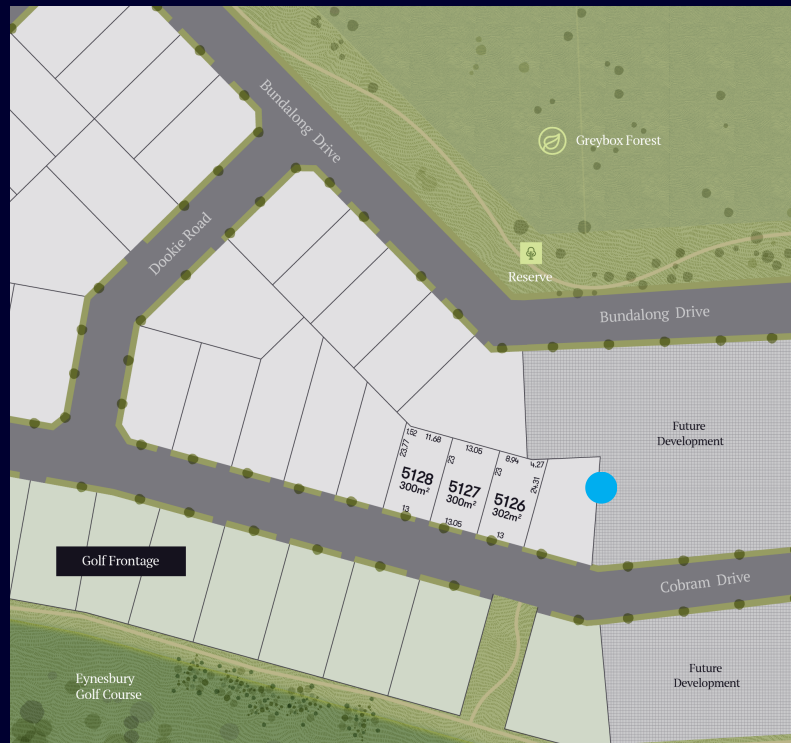 Bundalong Drive
Greybox Forest
Dookie Road
Reserve
Bundalong Drive
Future
Development
1.52
11.68
13.05
8.94
4.27
23.77
23
23
24.31
5128
300m²
5127
300m²
5126
302m²
13
13.05
13
Golf Frontage
Cobram Drive
Eynesbury
Golf Course
Future
Development